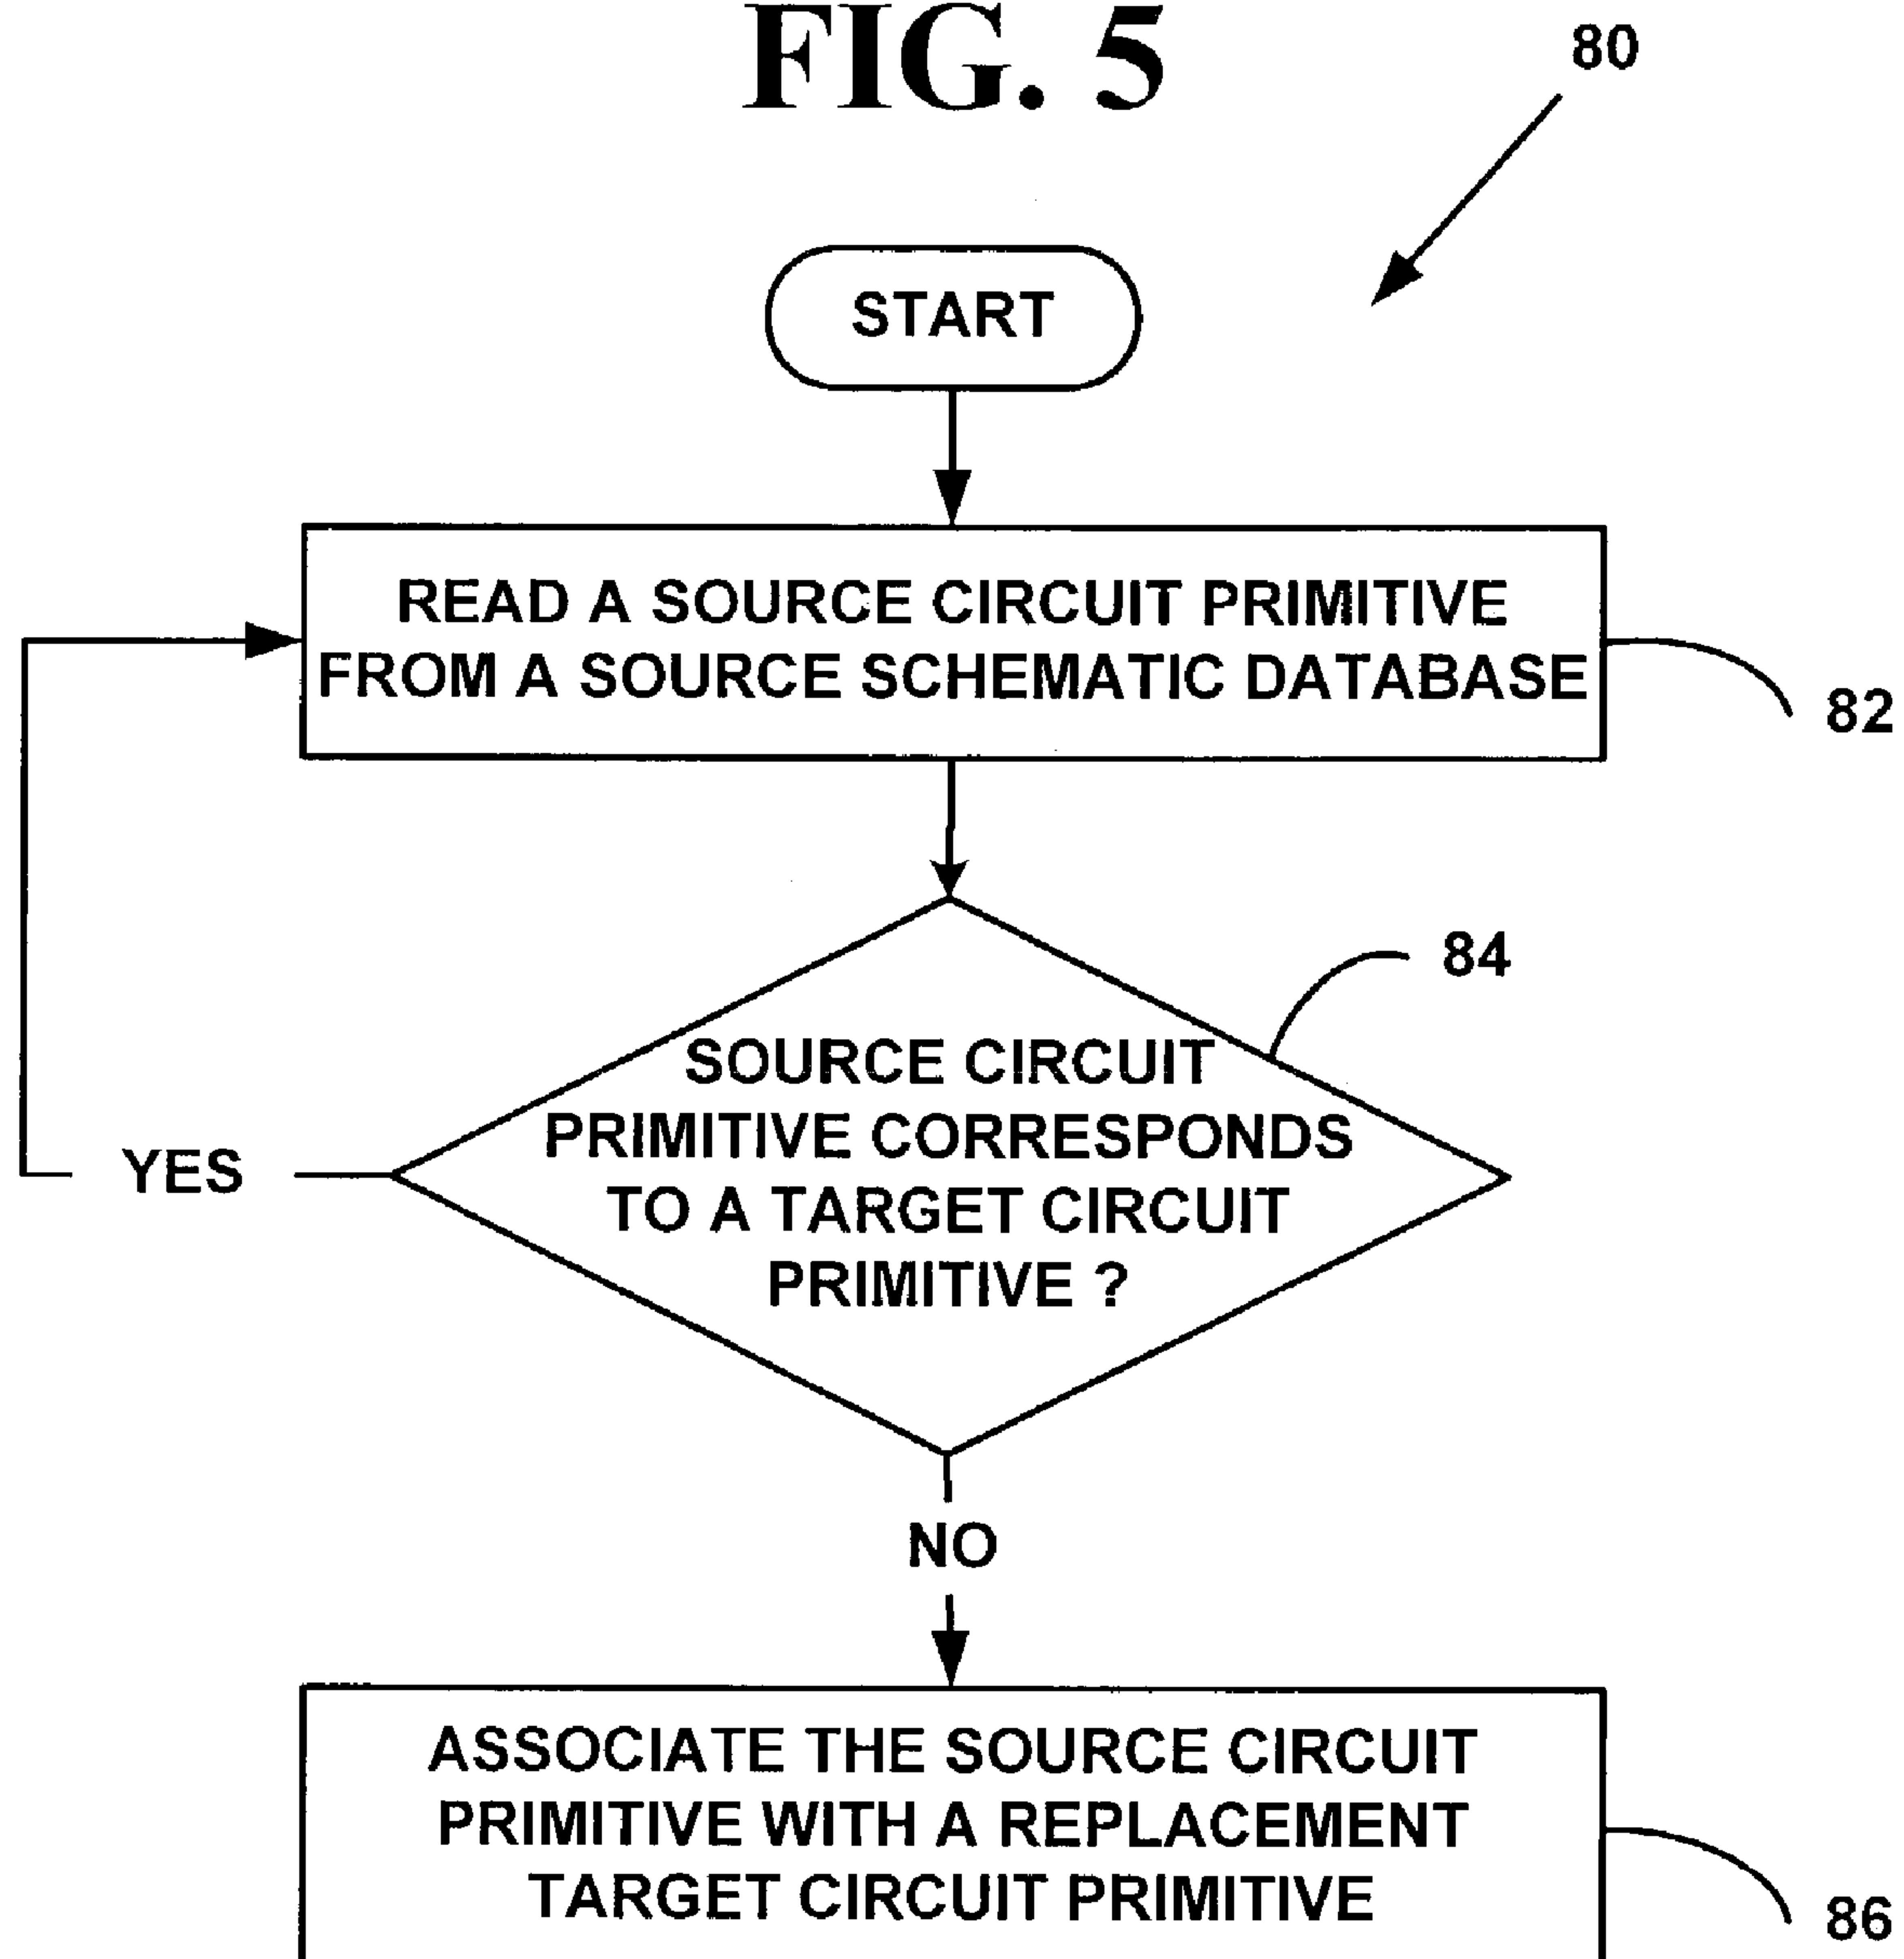 FIG. 5
80
START
READ A SOURCE CIRCUIT PRIMITIVE
FROM A SOURCE SCHEMATIC DATABASE
82
84
SOURCE CIRCUIT
PRIMITIVE CORRESPONDS
TO A TARGET CIRCUIT
PRIMITIVE ?
YES
NO
ASSOCIATE THE SOURCE CIRCUIT
PRIMITIVE WITH A REPLACEMENT
TARGET CIRCUIT PRIMITIVE
86